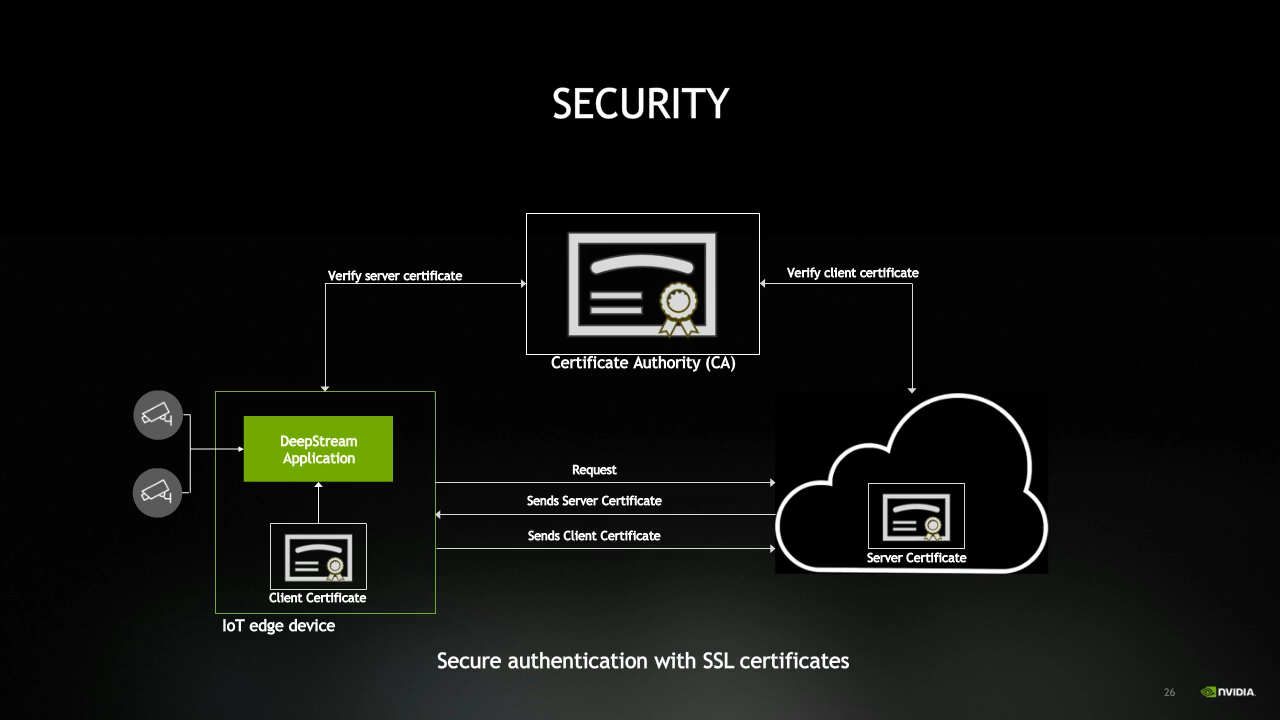 SECURITY
Verify server certificate
Verify client certificate
Certificate Authority (CA)
DeepStream
Application
Request
Sends Server Certificate
Sends Client Certificate
Server Certificate
Client Certificate
IoT edge device
Secure authentication with SSL certificates
26
NVIDIA.